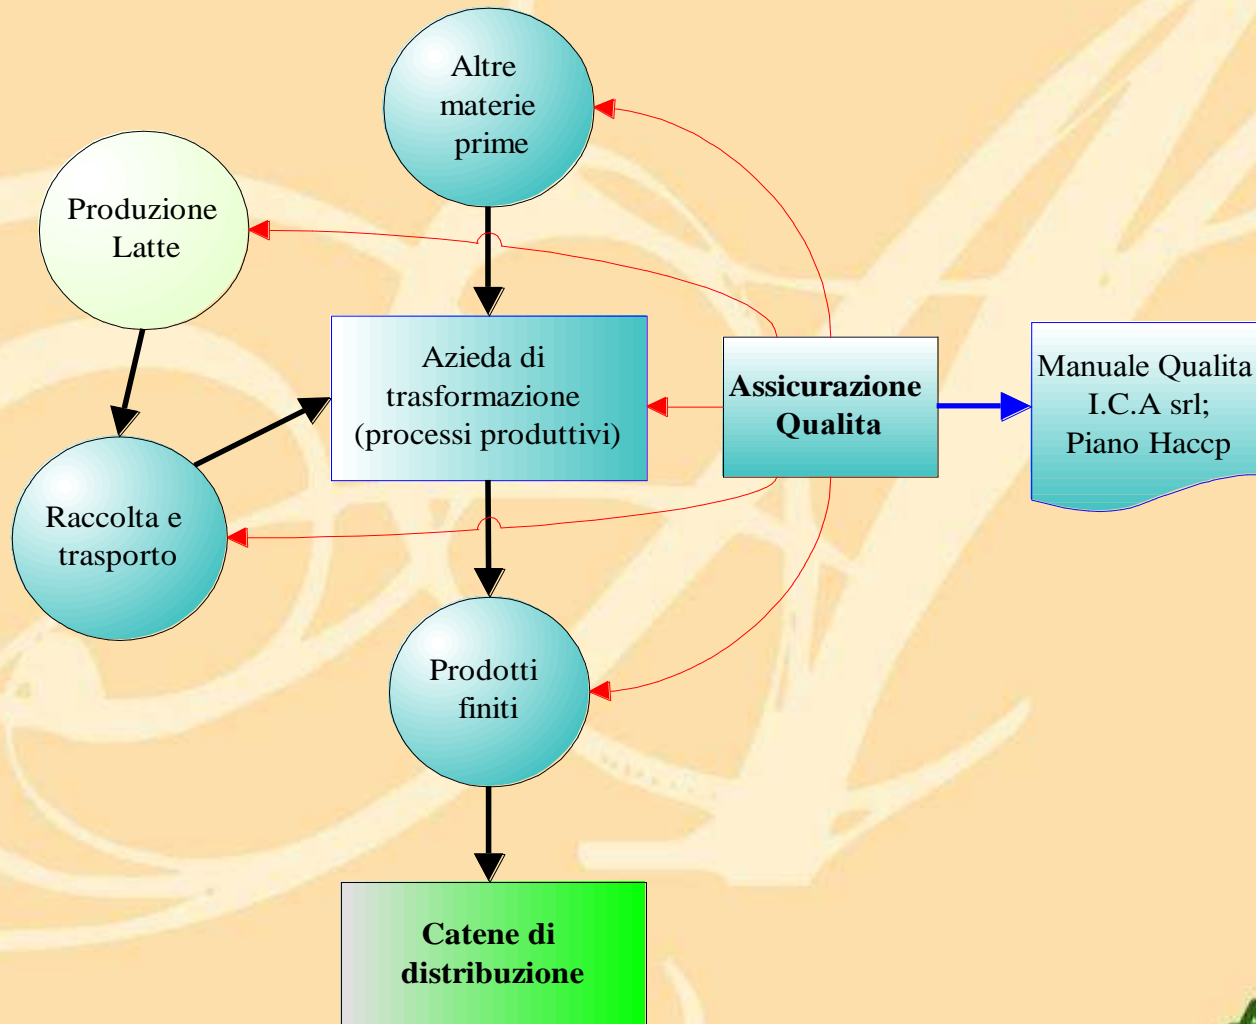 Altre
materie
prime
Produzione
Latte
Azieda di
trasformazione
(processi produttivi)
Assicurazione
Qualita
Manuale Qualita
I.C.A srl;
Piano Haccp
Raccolta e
trasporto
Prodotti
finiti
Catene di
distribuzione